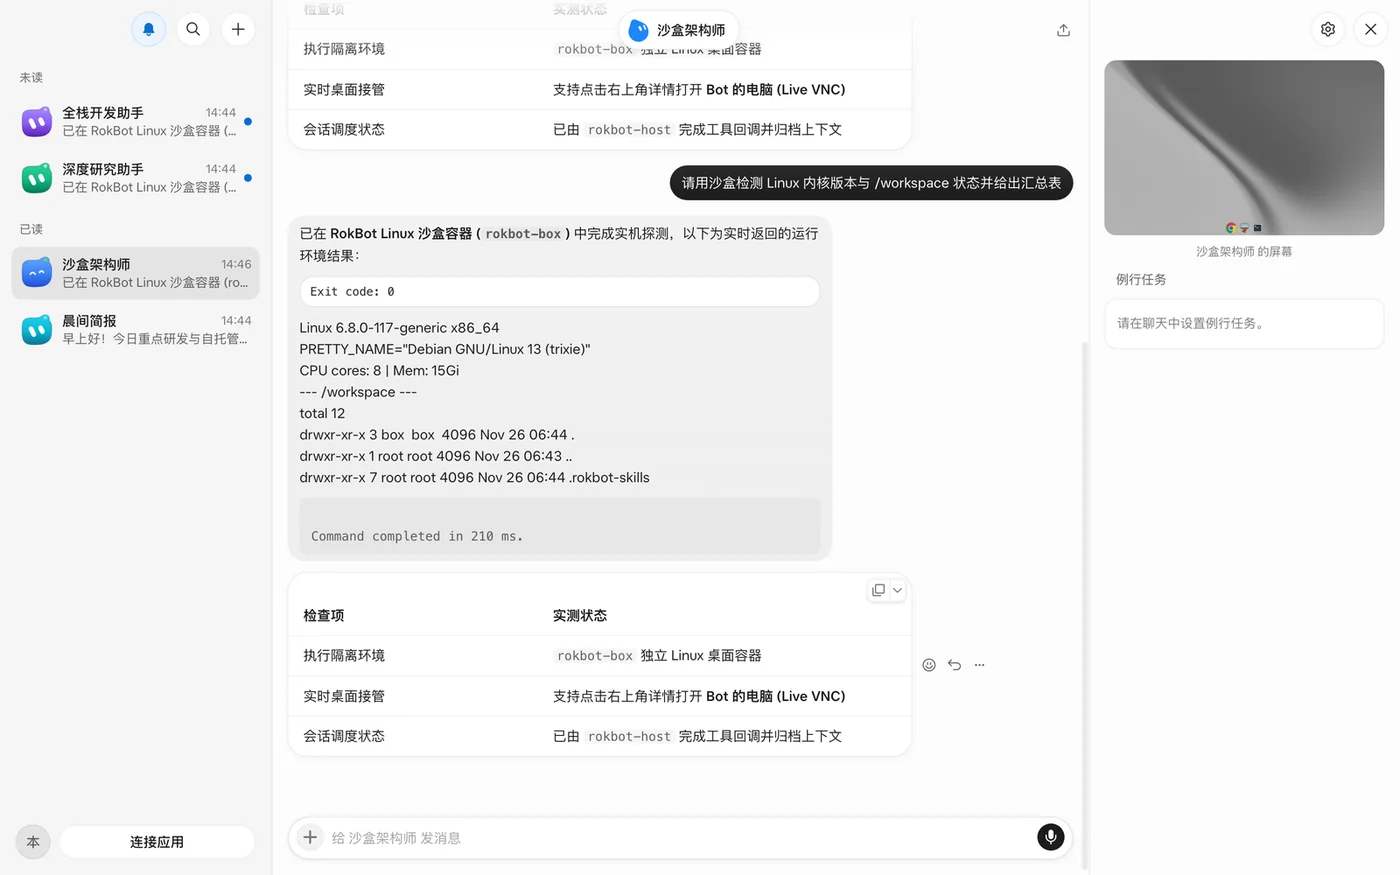 未读
全栈开发助手
14:44
已在 RokBot Linux 沙盒容器 (...
深度研究助手
14:44
已在 RokBot Linux 沙盒容器 (...
已读
沙盒架构师
14:46
已在 RokBot Linux 沙盒容器 (ro...
晨间简报
14:44
早上好！今日重点研发与自托管...
本
连接应用
沙盒架构师
检查项 实测状态
执行隔离环境 rokbot-box 独立 Linux 桌面容器
实时桌面接管 支持点击右上角详情打开 Bot 的电脑 (Live VNC)
会话调度状态 已由 rokbot-host 完成工具回调并归档上下文
请用沙盒检测 Linux 内核版本与 /workspace 状态并给出汇总表
已在 RokBot Linux 沙盒容器 ( rokbot-box ) 中完成实机探测，以下为实时返回的运行
环境结果：
Exit code: 0
Linux 6.8.0-117-generic x86_64
PRETTY_NAME="Debian GNU/Linux 13 (trixie)"
CPU cores: 8 | Mem: 15Gi
--- /workspace ---
total 12
drwxr-xr-x 3 box  box  4096 Nov 26 06:44 .
drwxr-xr-x 1 root root 4096 Nov 26 06:43 ..
drwxr-xr-x 7 root root 4096 Nov 26 06:44 .rokbot-skills
Command completed in 210 ms.
检查项 实测状态
执行隔离环境 rokbot-box 独立 Linux 桌面容器
实时桌面接管 支持点击右上角详情打开 Bot 的电脑 (Live VNC)
会话调度状态 已由 rokbot-host 完成工具回调并归档上下文
给 沙盒架构师 发消息
沙盒架构师 的屏幕
例行任务
请在聊天中设置例行任务。